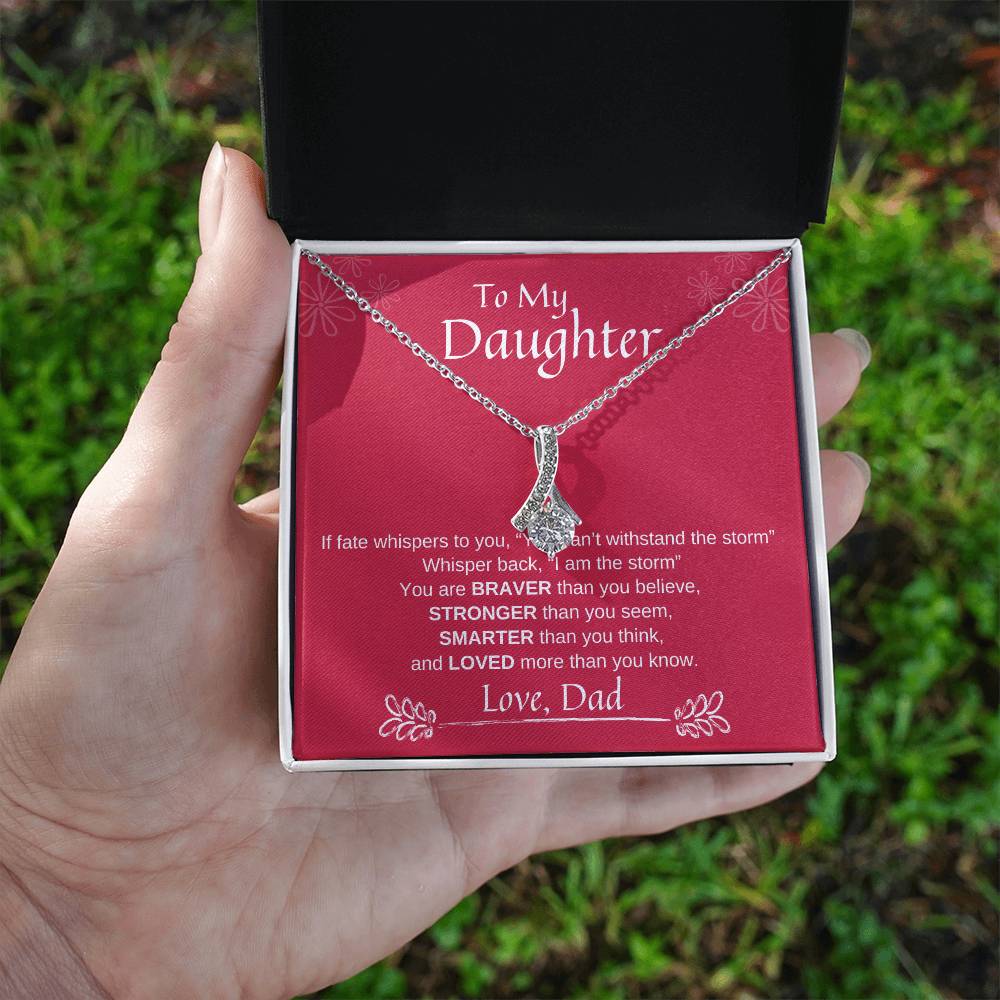 To My
Daughter
If fate whispers to you, “Y can’t withstand the storm”
Whisper back, “I am the storm”
You are BRAVER than you believe,
STRONGER than you seem,
SMARTER than you think,
and LOVED more than you know.
Love, Dad